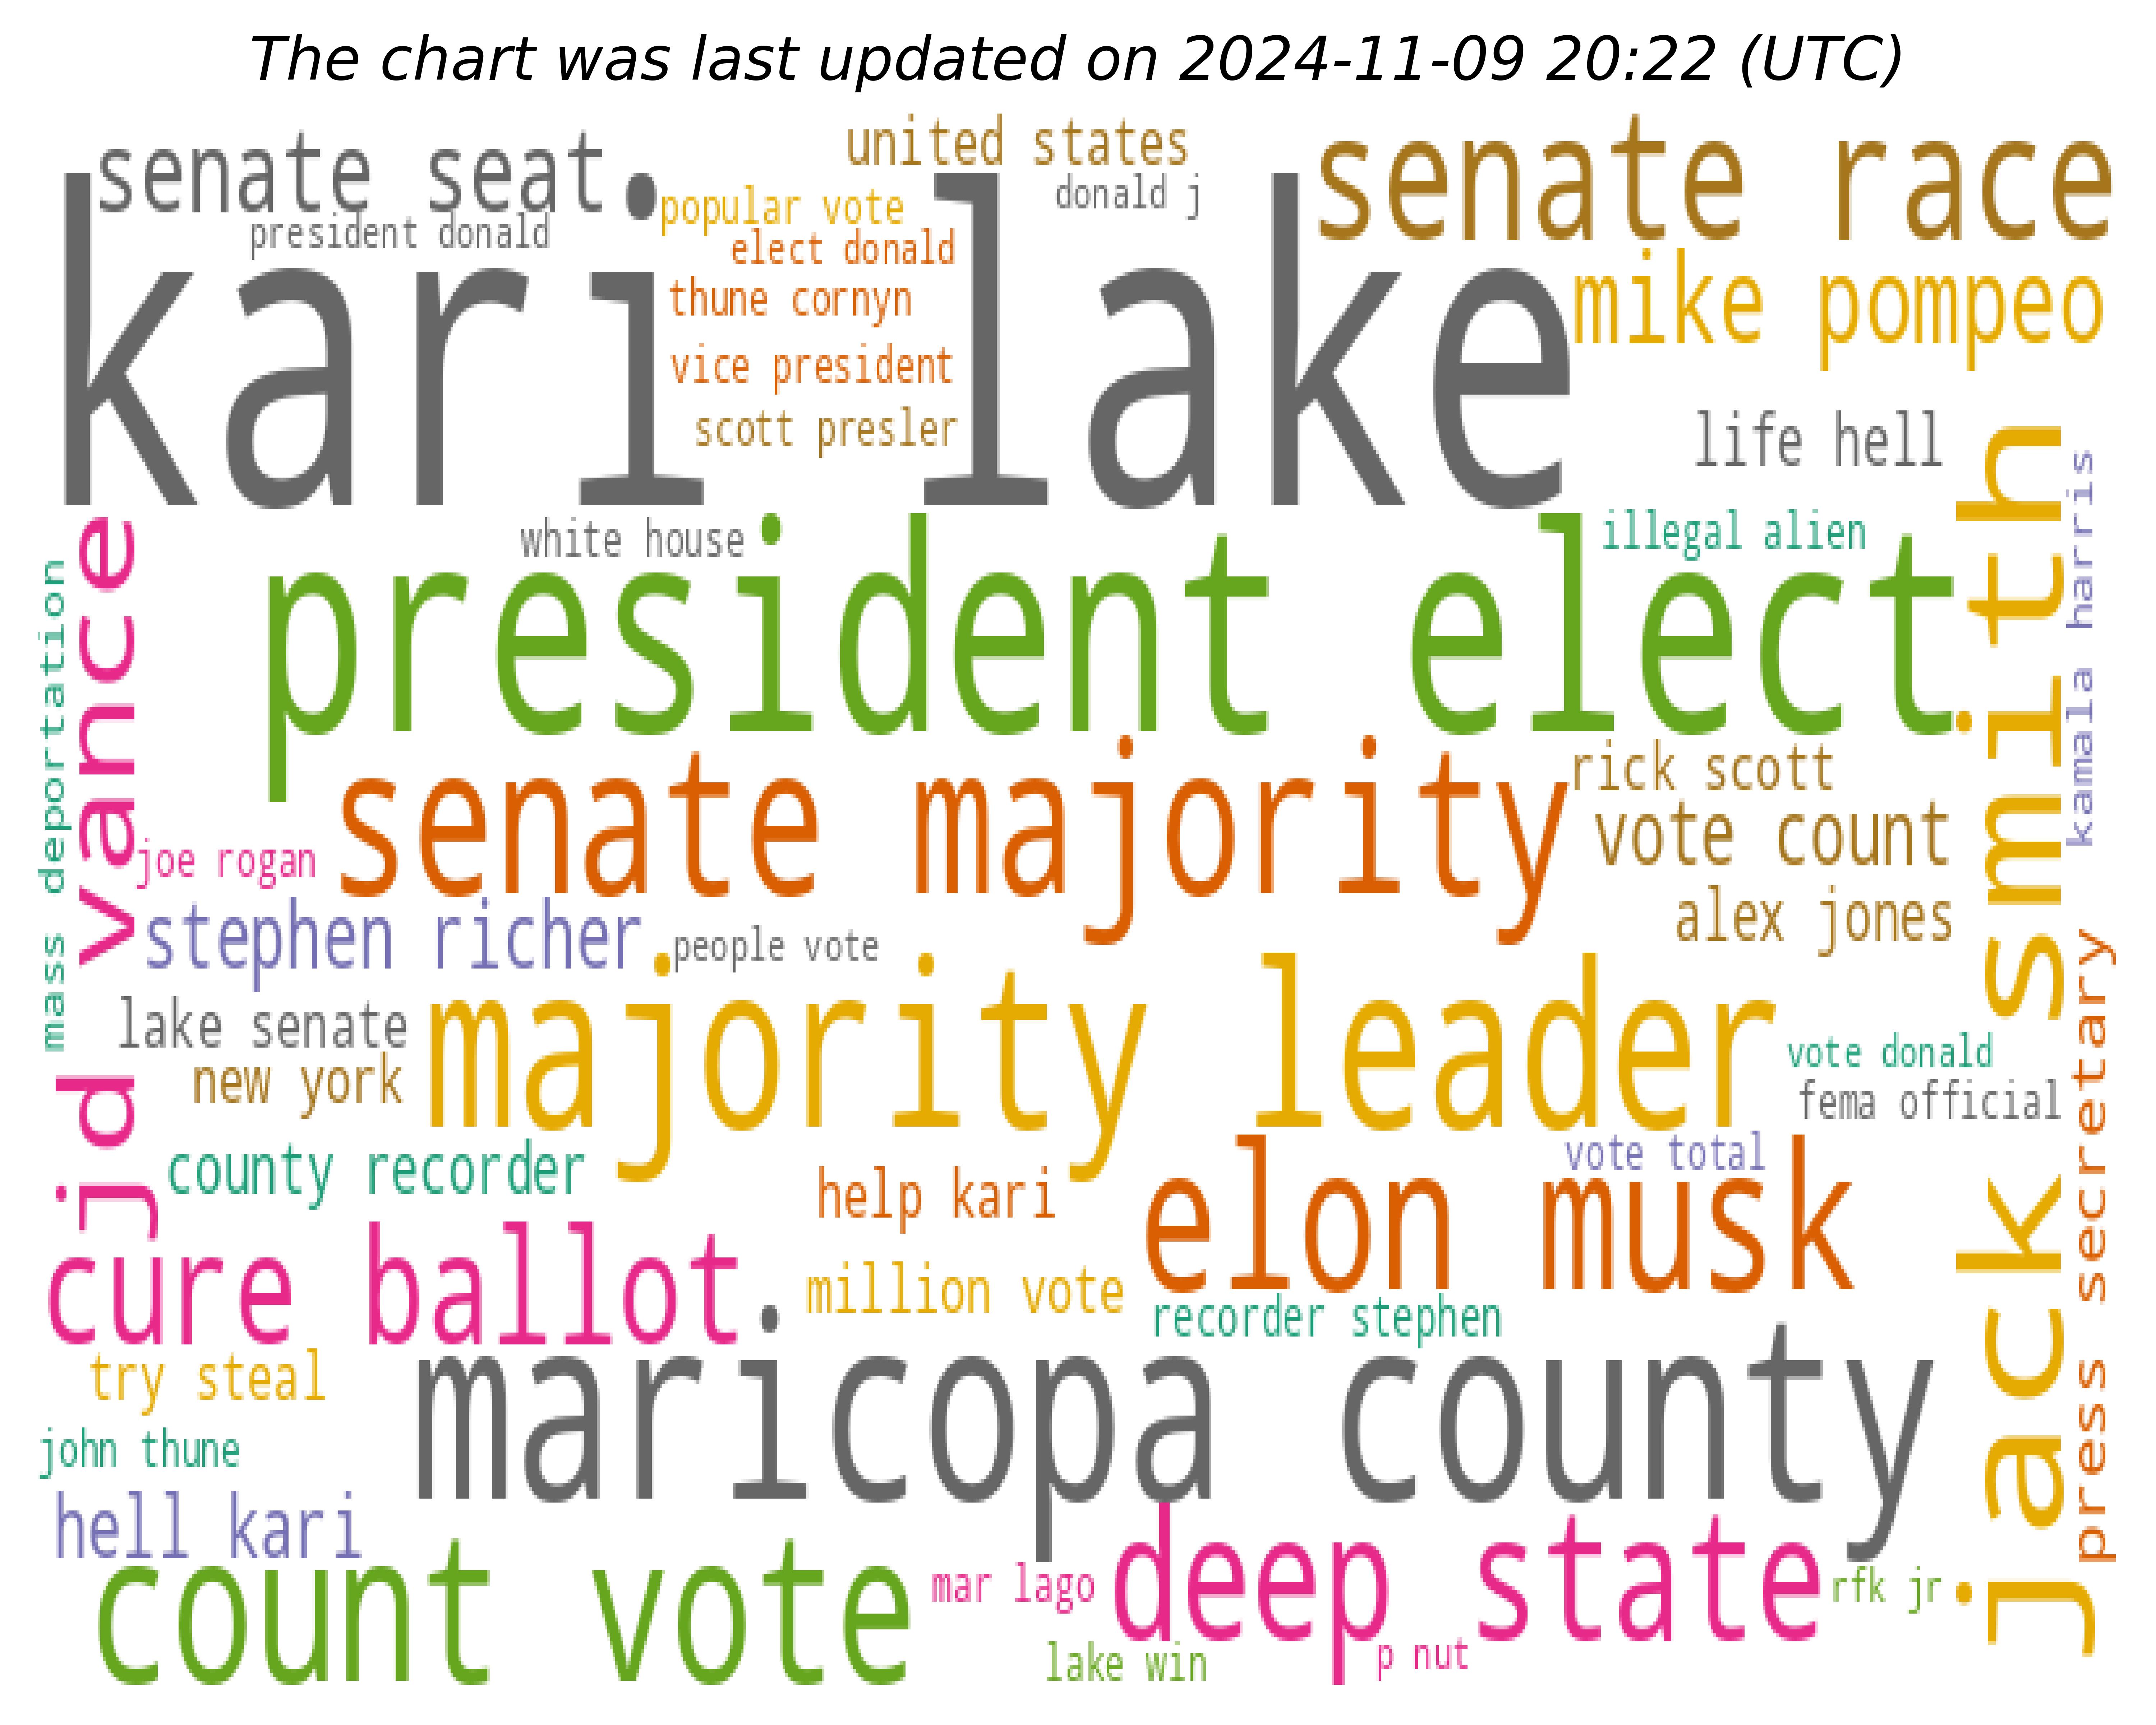 The chart was last updated on 2024-11-09 20:22 (UTC)
united states
senate race
senate seat
donald j
popular vote
president donald
elect donald
thune cornyn
mike pompeo
kari lake
vice president
scott presler
life hell
white house
illegal alien
president elect
kamala harris
jack smith
mass deportation
jd vance
senate majority
rick scott
vote count
joe rogan
alex jones
stephen richer
people vote
lake senate
majority leader
vote donald
new york
fema official
press secretary
county recorder
vote total
help kari
elon musk
cure ballot
million vote
recorder stephen
try steal
maricopa county
john thune
hell kari
count vote
mar lago
deep state
rfk jr
lake win
p nut